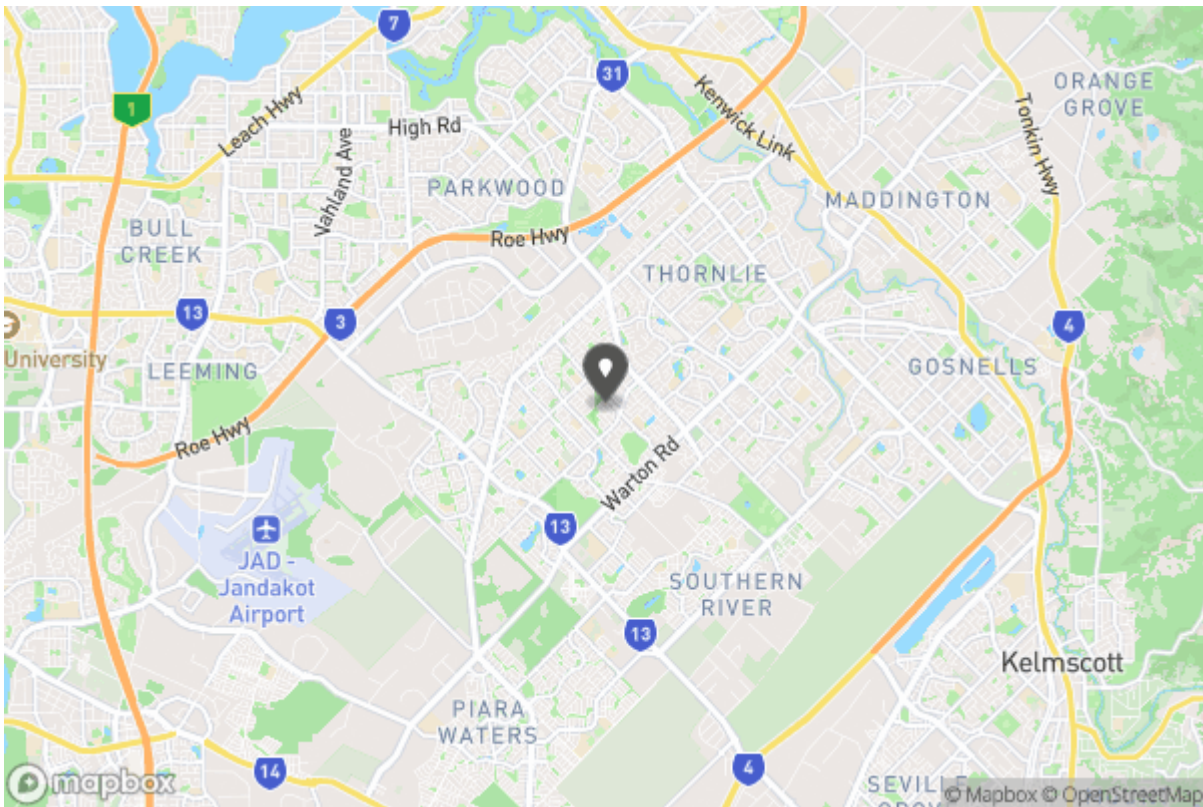 7
1
31
Kenwick Link
ORANGE
GROVE
Leach Hwy
High Rd
Tonkin Hwy
Vahland Ave
PARKWOOD
MADDINGTON
BULL
CREEK
Roe Hwy
THORNLIE
13
3
4
University
LEEMING
GOSNELLS
Roe Hwy
Warton Rd
13
JAD -
Jandakot
Airport
SOUTHERN
RIVER
13
Kelmscott
PIARA
WATERS
14
4
SEVILLE
GROVE
mapbox
© Mapbox © OpenStreetMap